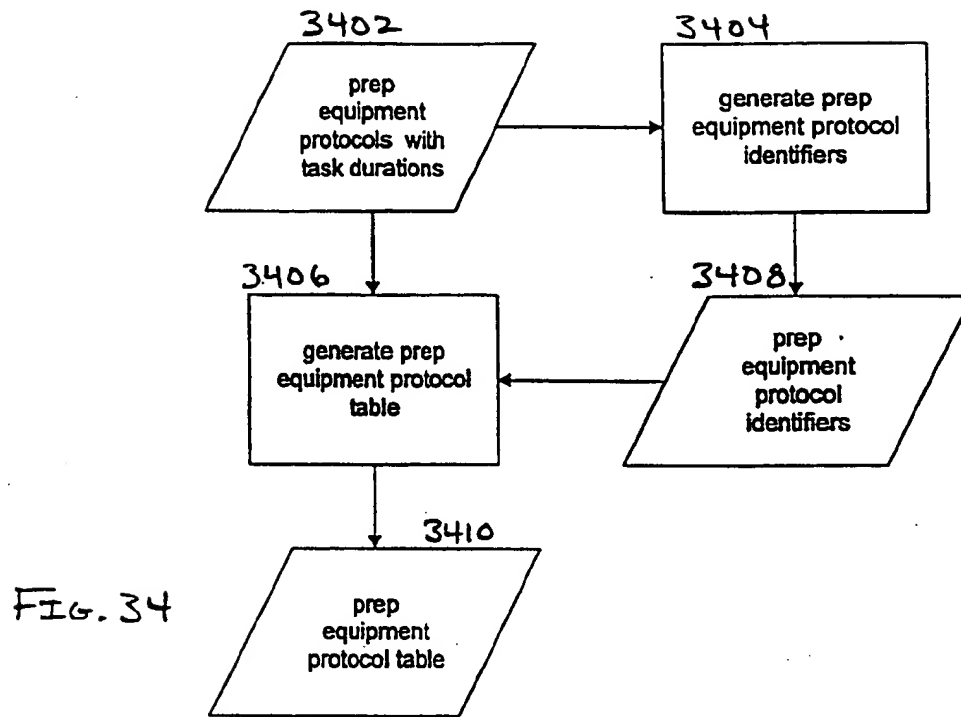 3402
prep
equipment
protocols with
task durations
3404
generate prep
equipment protocol
identifiers
3406
generate prep
equipment protocol
table
3408
prep
equipment
protocol
identifiers
3410
prep
equipment
protocol table
FIG. 34